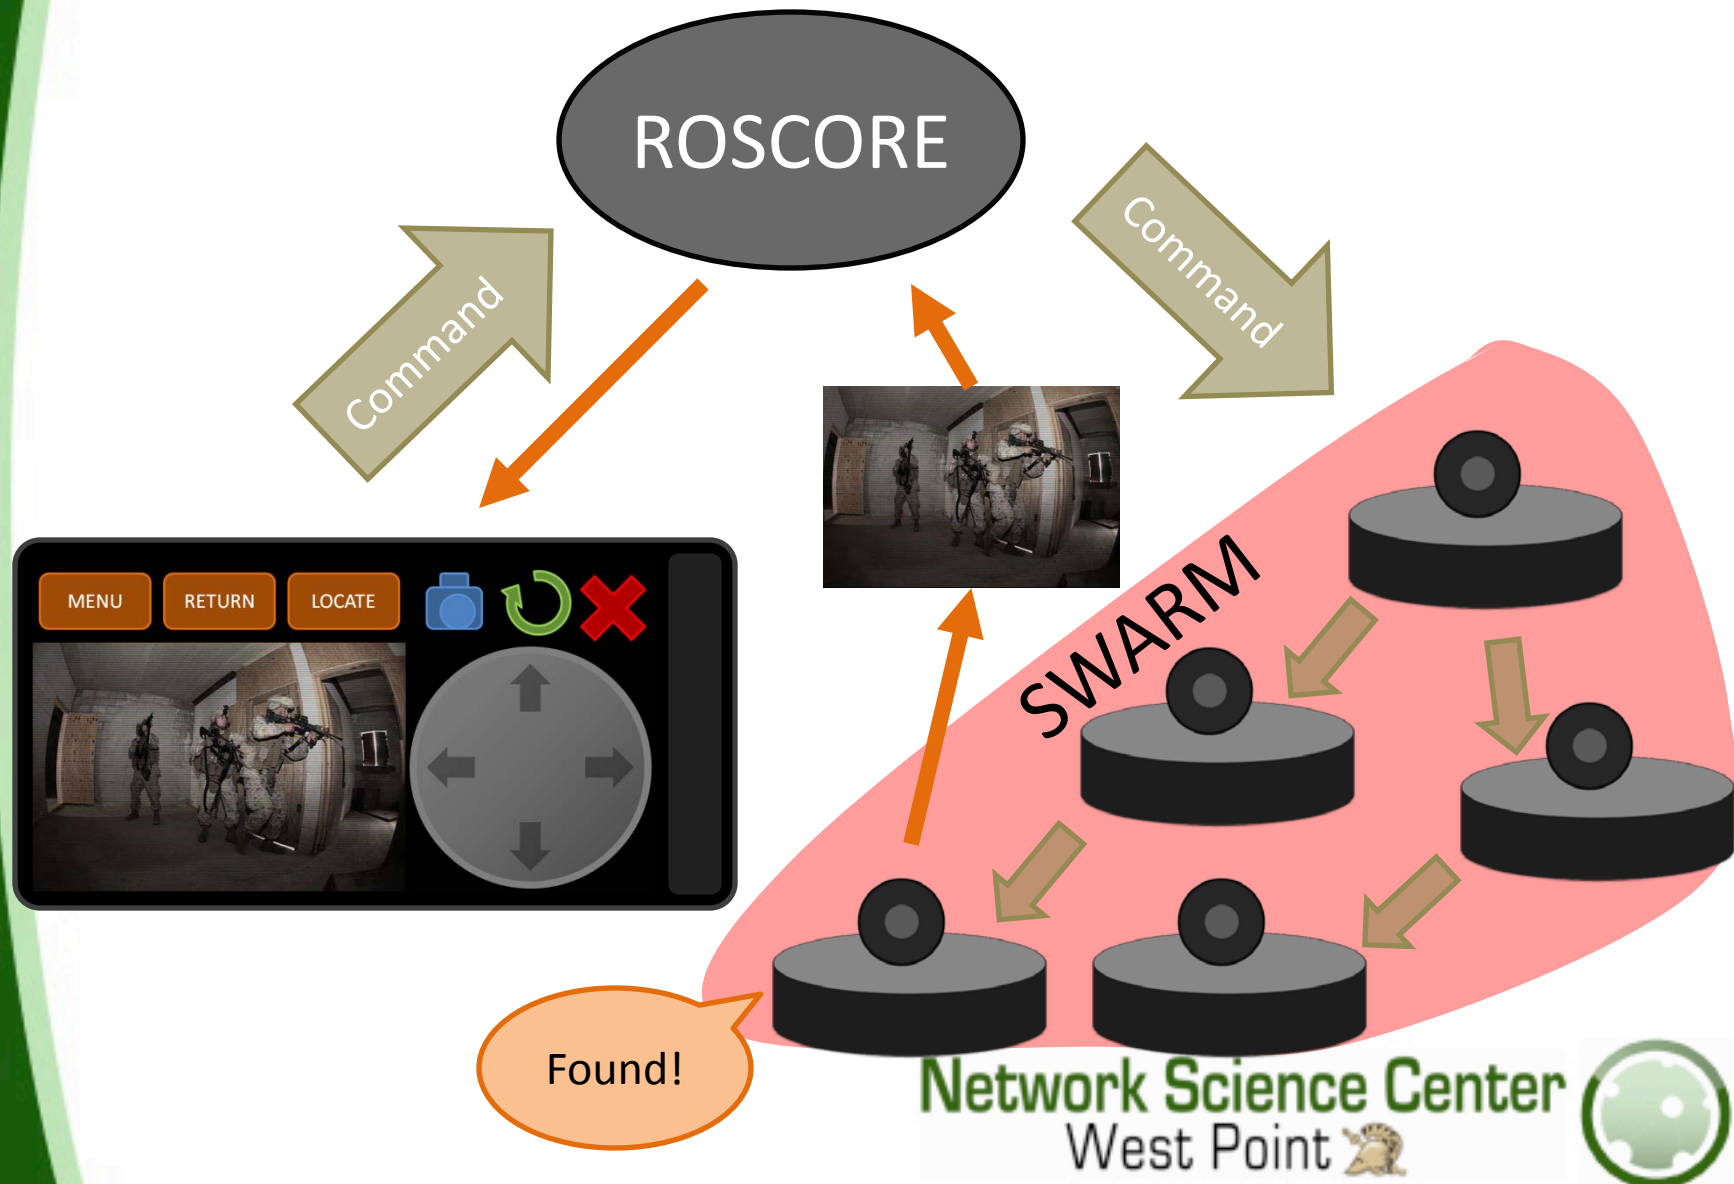 ROSCORE
Command
Command
MENU
RETURN
LOCATE
SWARM
Found!
Network Science Center
West Point